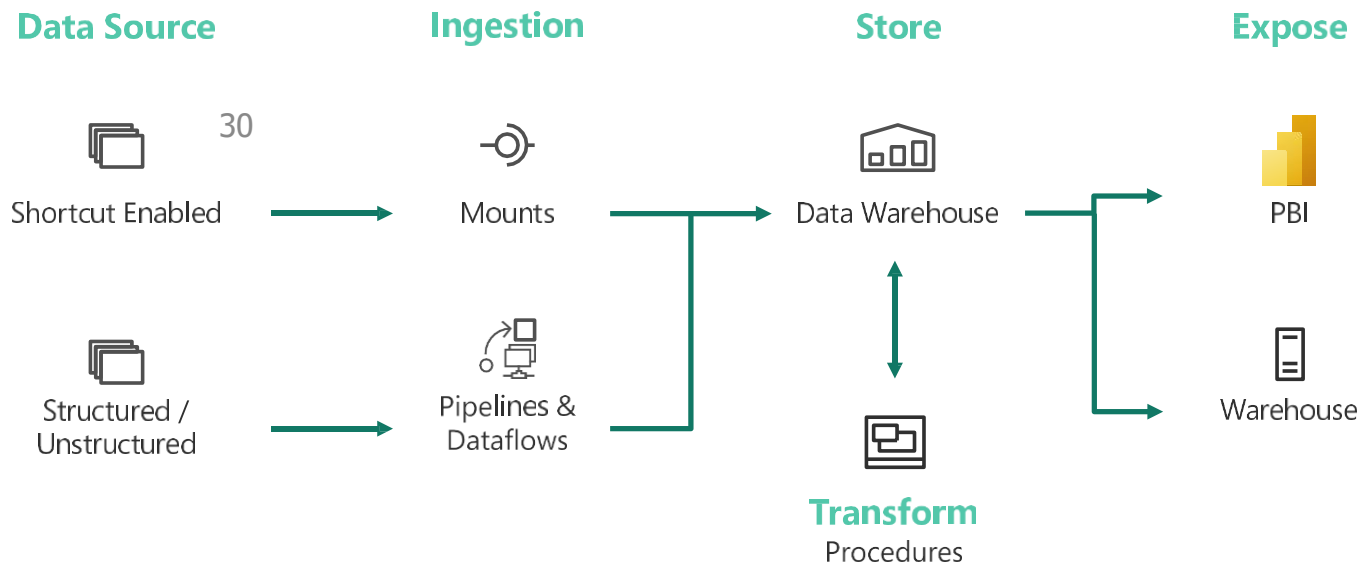 Data Source
Ingestion
Store
Expose
30
Shortcut Enabled
Mounts
Data Warehouse
PBI
Structured /
Unstructured
Pipelines &
Dataflows
Warehouse
Transform
Procedures